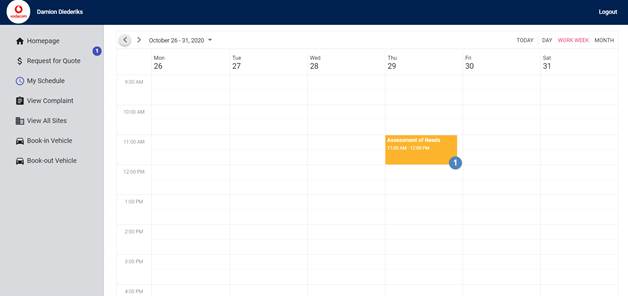 vodacom
Damion Diederiks
Logout
Homepage
1
Request for Quote
My Schedule
View Complaint
View All Sites
Book-in Vehicle
Book-out Vehicle
October 26 - 31, 2020
TODAY DAY WORK WEEK MONTH
Mon Tue Wed Thu Fri Sat
26 27 28 29 30 31
9:00 AM
10:00 AM
11:00 AM
Assessment of Needs
11:00 AM - 12:00 PM
1
12:00 PM
1:00 PM
2:00 PM
3:00 PM
4:00 PM